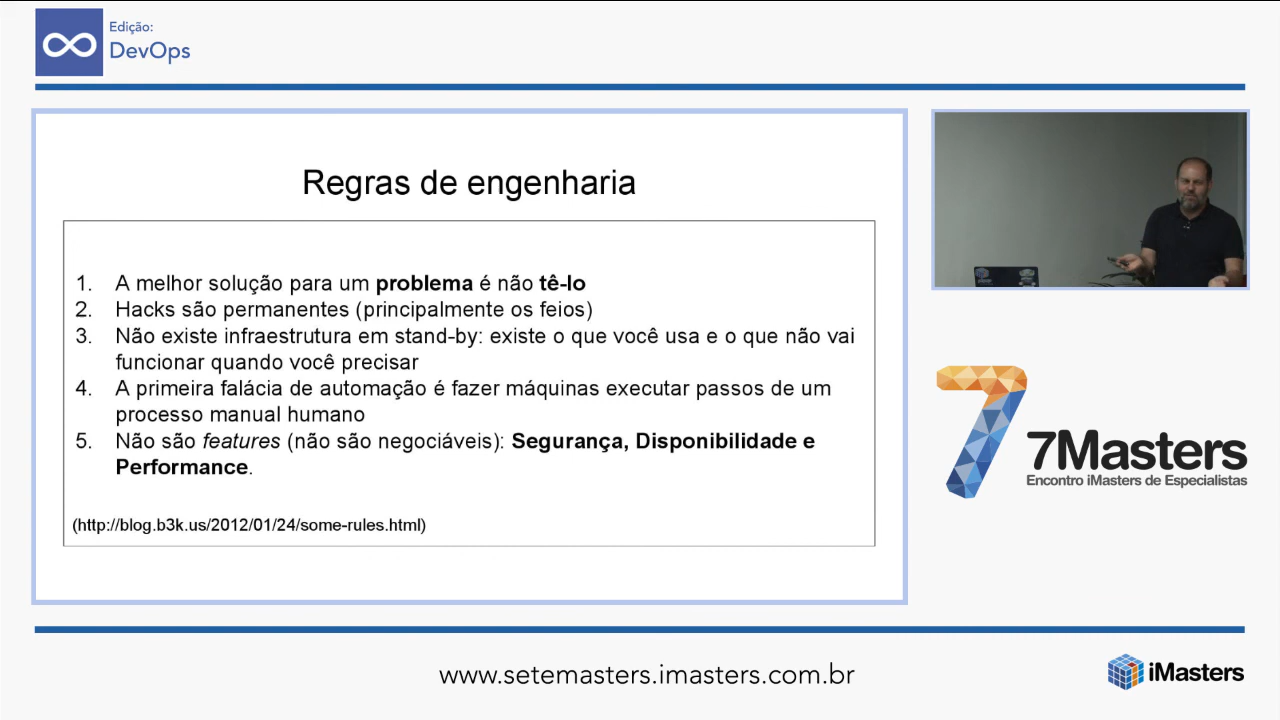 Edição:
DevOps
Regras de engenharia
1. A melhor solução para um problema é não tê-lo
2. Hacks são permanentes (principalmente os feios)
3. Não existe infraestrutura em stand-by: existe o que você usa e o que não vai
funcionar quando você precisar
4. A primeira falácia de automação é fazer máquinas executar passos de um
processo manual humano
5. Não são features (não são negociáveis): Segurança, Disponibilidade e
Performance.
(http://blog.b3k.us/2012/01/24/some-rules.html)
7Masters
Encontro iMasters de Especialistas
www.setemasters.imasters.com.br
iMasters